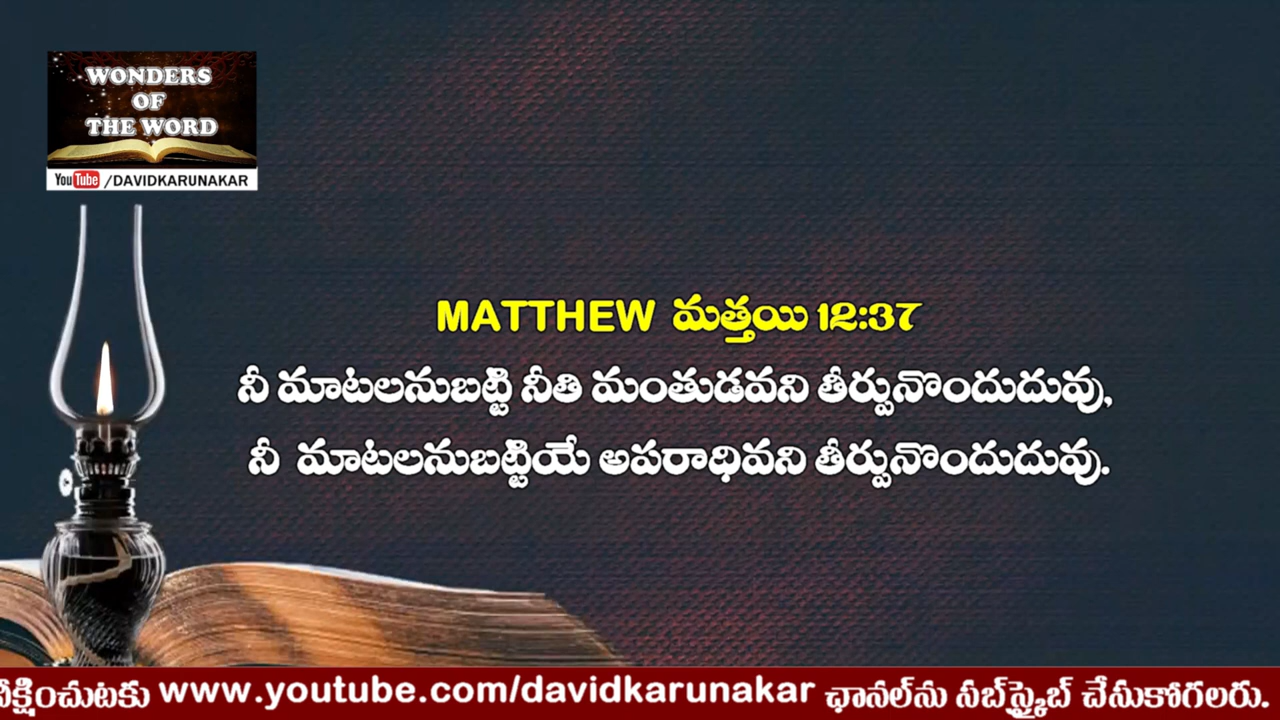 WONDERS
OF
THE WORD
YouTube /DAVIDKARUNAKAR
MATTHEW మత్తయి 12:37
నీ మాటలనుబట్టి నీతి మంతుడవని తీర్పునొందుదువు,
నీ మాటలనుబట్టియే అపరాధివని తీర్పునొందుదువు.
www.youtube.com/davidkarunakar ఛానల్‌ను సబ్‌స్క్రైబ్ చేసుకోగలరు.